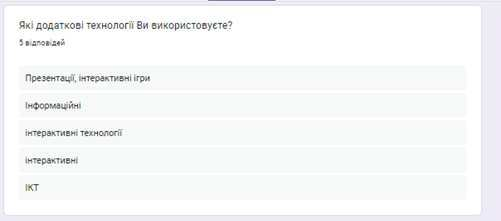 Які додаткові технології Ви використовуєте?
5 відповідей
Презентації, інтерактивні ігри
Інформаційні
інтерактивні технології
інтерактивні
ІКТ